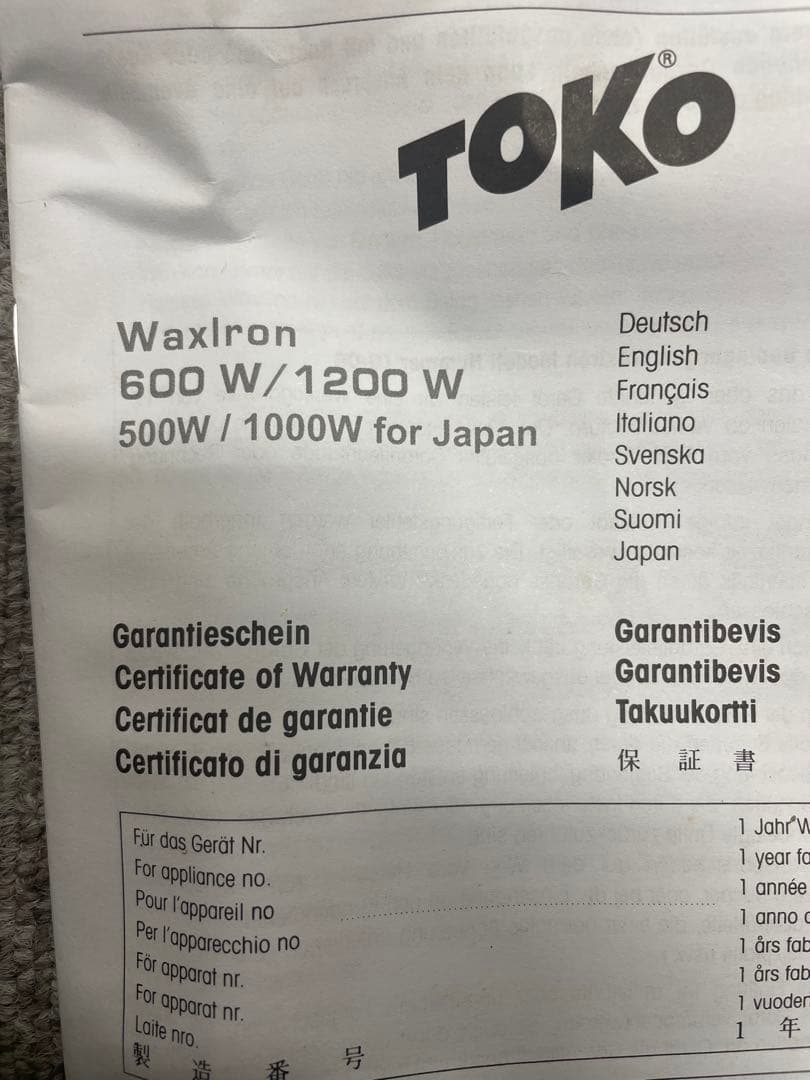 TOKO®
WaxIron
600 W/1200 W
500W / 1000W for Japan
Deutsch
English
Français
Italiano
Svenska
Norsk
Suomi
Japan
Garantieschein
Certificate of Warranty
Certificat de garantie
Certificato di garanzia
Garantibevis
Garantibevis
Takuukortti
保 証 書
Für das Gerät Nr.
For appliance no.
Pour l'appareil no
Per l'apparecchio no
För apparat nr.
For apparat nr.
Laite nro.
製 造 番 号
1 Jahr W
1 year fa
1 année
1 anno
1 års fab
1 års fab
1 vuoden
1 年